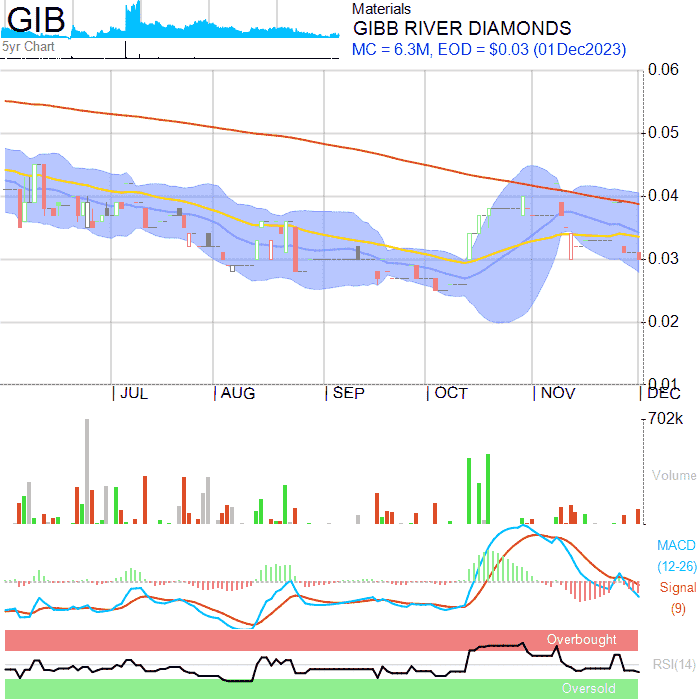 GIB
5yr Chart
Materials
GIBB RIVER DIAMONDS
MC = 6.3M, EOD = $0.03 (01Dec2023)
0.06
0.05
0.04
0.03
0.02
0.01
JUL
AUG
SEP
OCT
NOV
DEC
702k
Volume
MACD
(12-26)
Signal
(9)
Overbought
RSI(14)
Oversold